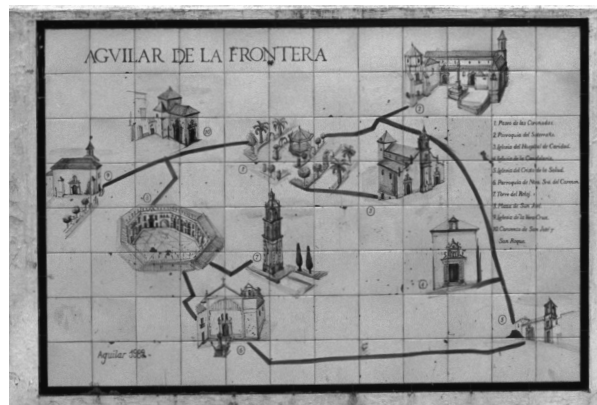 AGVILAR DE LA FRONTERA
1. Paseo de las Coronadas.
2. Parroquia del Soterraño.
3. Iglesia del Hospital de Caridad.
4. Iglesia de la Candelaria.
5. Iglesia del Cristo de la Salud.
6. Parroquia de Ntra. Sra. del Carmen.
7. Torre del Reloj.
8. Plaza de San José.
9. Iglesia de la Vera Cruz.
10. Convento de San José y
San Roque.
Aguilar